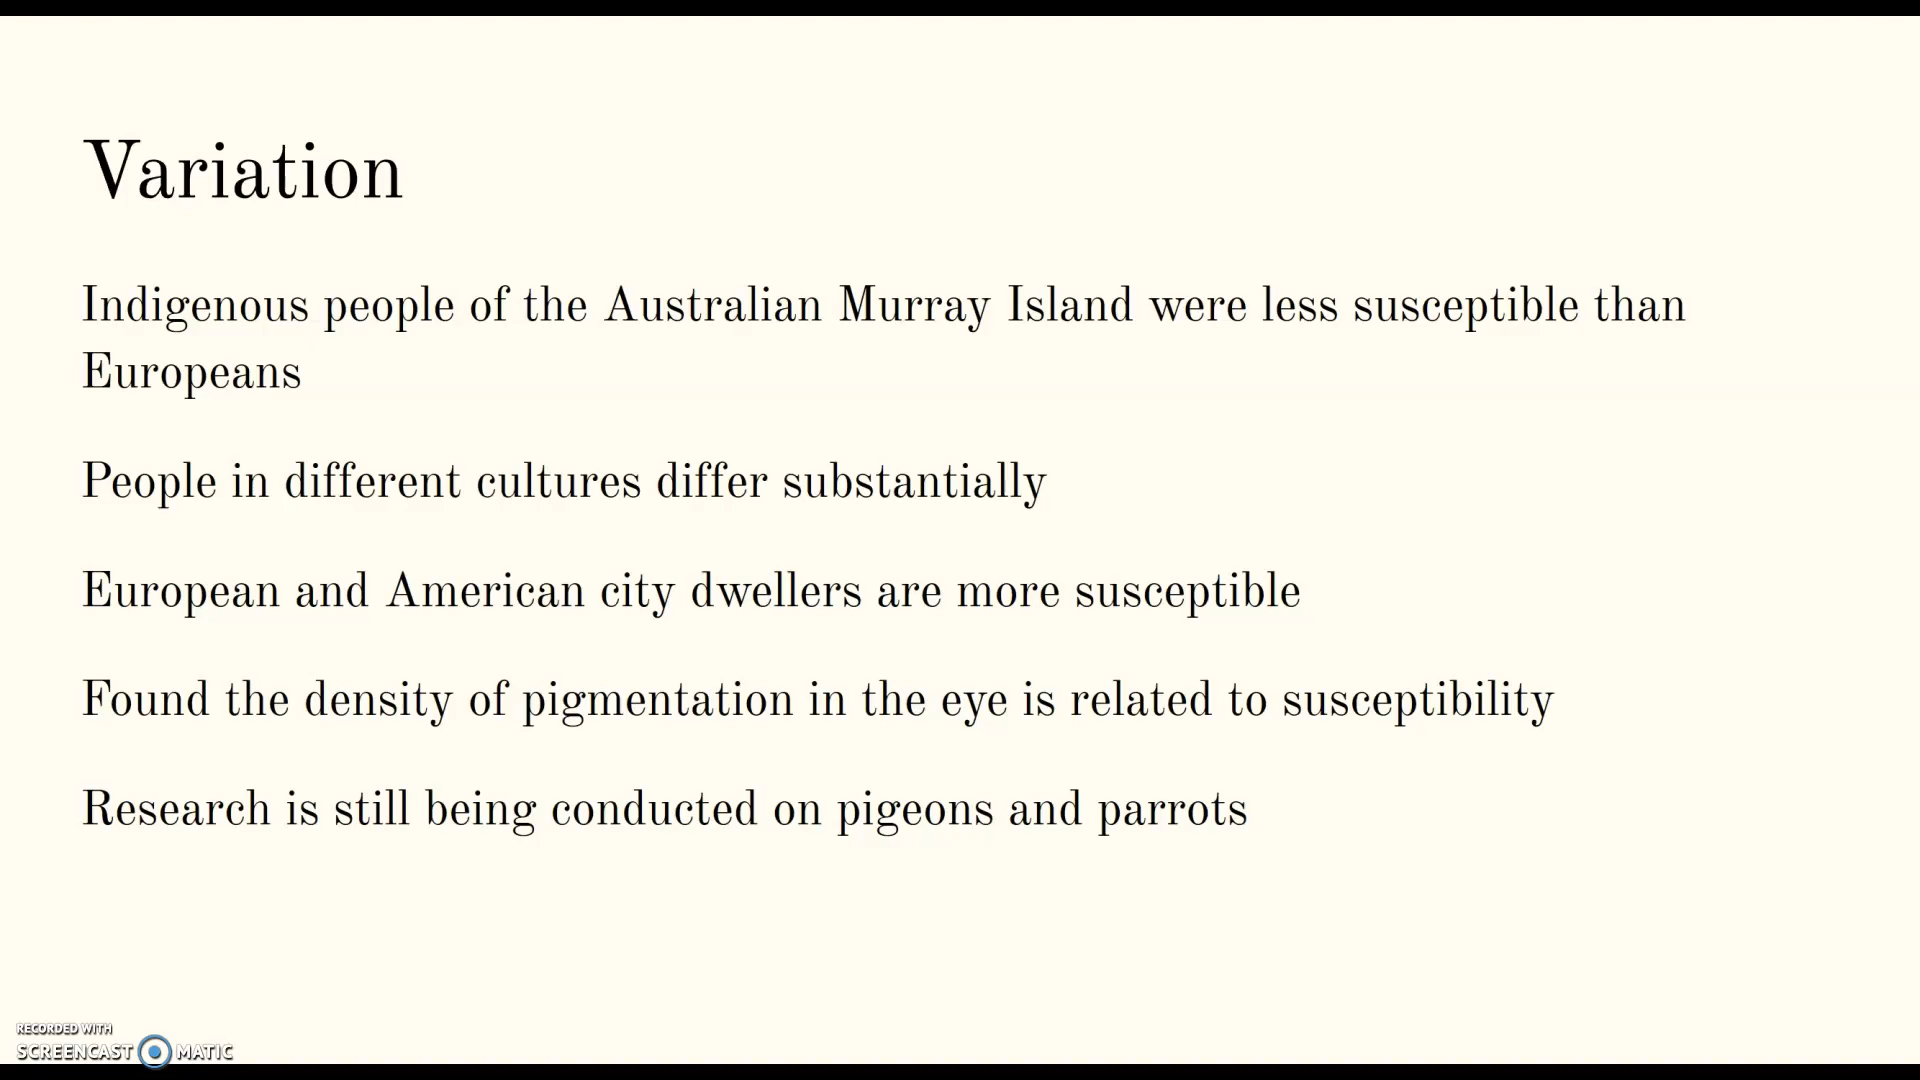 Variation
Indigenous people of the Australian Murray Island were less susceptible than
Europeans
People in different cultures differ substantially
European and American city dwellers are more susceptible
Found the density of pigmentation in the eye is related to susceptibility
Research is still being conducted on pigeons and parrots
RECORDED WITH
SCREENCAST MATIC